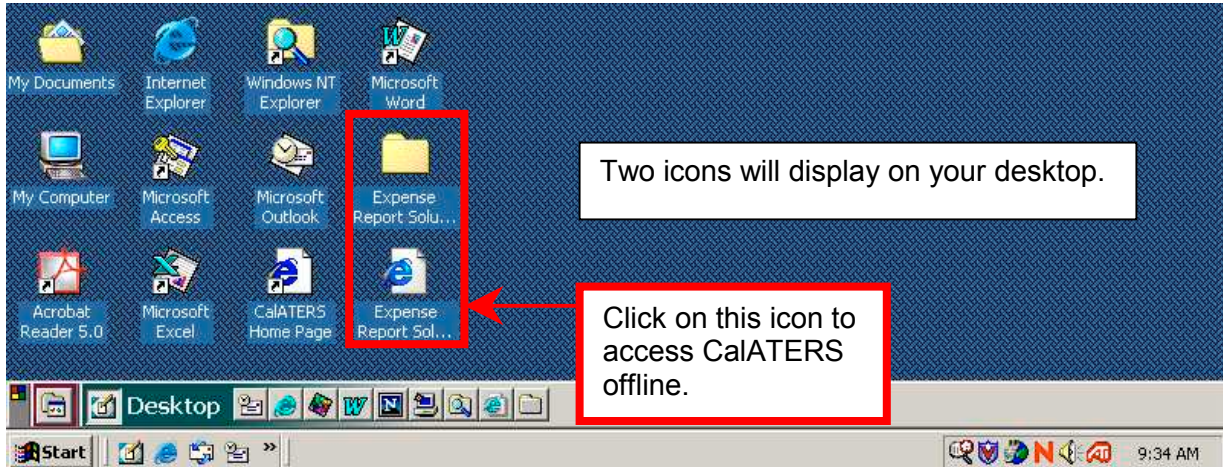 My Documents
Internet
Explorer
Windows NT
Explorer
Microsoft
Word
My Computer
Microsoft
Access
Microsoft
Outlook
Expense
Report Solu...
Two icons will display on your desktop.
Acrobat
Reader 5.0
Microsoft
Excel
CalATERS
Home Page
Expense
Report Sol...
Click on this icon to
access CalATERS
offline.
Desktop
Start
»
9:34 AM